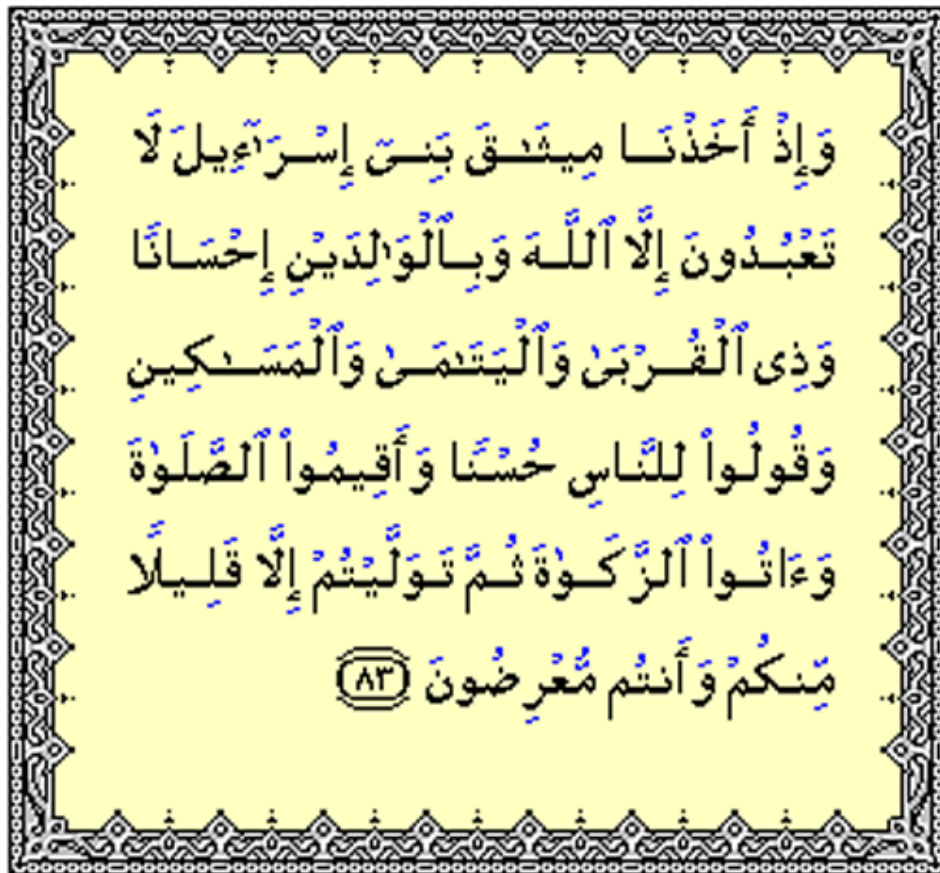 وَإِذْ أَخَذْنَا مِيثَـٰقَ بَنِىٓ إِسْرَٰٓءِيلَ لَا
تَعْبُدُونَ إِلَّا ٱللَّهَ وَبِٱلْوَٰلِدَيْنِ إِحْسَانًا
وَذِى ٱلْقُرْبَىٰ وَٱلْيَتَـٰمَىٰ وَٱلْمَسَـٰكِينِ
وَقُولُوا۟ لِلنَّاسِ حُسْنًا وَأَقِيمُوا۟ ٱلصَّلَوٰةَ
وَءَاتُوا۟ ٱلزَّكَوٰةَ ثُمَّ تَوَلَّيْتُمْ إِلَّا قَلِيلًا
مِّنكُمْ وَأَنتُم مُّعْرِضُونَ ٨٣